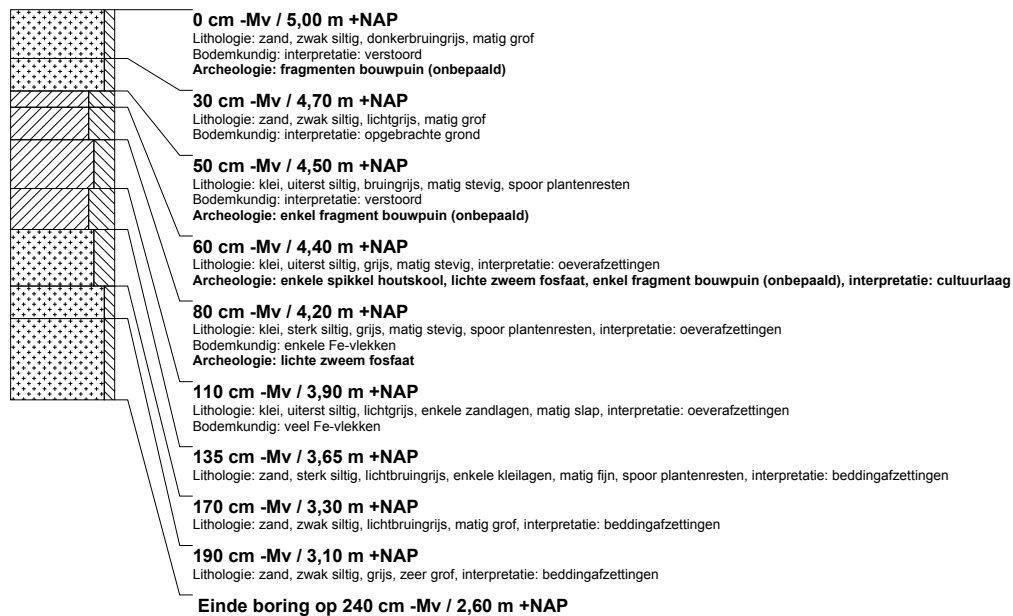 0 cm -Mv / 5,00 m +NAP
Lithologie: zand, zwak siltig, donkerbruingrijs, matig grof
Bodemkundig: interpretatie: verstoord
Archeologie: fragmenten bouwpuin (onbepaald)
30 cm -Mv / 4,70 m +NAP
Lithologie: zand, zwak siltig, lichtgrijs, matig grof
Bodemkundig: interpretatie: opgebrachte grond
50 cm -Mv / 4,50 m +NAP
Lithologie: klei, uiterst siltig, bruingrijs, matig stevig, spoor plantenresten
Bodemkundig: interpretatie: verstoord
Archeologie: enkel fragment bouwpuin (onbepaald)
60 cm -Mv / 4,40 m +NAP
Lithologie: klei, uiterst siltig, grijs, matig stevig, interpretatie: oeverafzettingen
Archeologie: enkele spikkel houtskool, lichte zweem fosfaat, enkel fragment bouwpuin (onbepaald), interpretatie: cultuurlaag
80 cm -Mv / 4,20 m +NAP
Lithologie: klei, sterk siltig, grijs, matig stevig, spoor plantenresten, interpretatie: oeverafzettingen
Bodemkundig: enkele Fe-vlekken
Archeologie: lichte zweem fosfaat
110 cm -Mv / 3,90 m +NAP
Lithologie: klei, uiterst siltig, lichtgrijs, enkele zandlagen, matig slap, interpretatie: oeverafzettingen
Bodemkundig: veel Fe-vlekken
135 cm -Mv / 3,65 m +NAP
Lithologie: zand, sterk siltig, lichtbruingrijs, enkele kleilagen, matig fijn, spoor plantenresten, interpretatie: beddingafzettingen
170 cm -Mv / 3,30 m +NAP
Lithologie: zand, zwak siltig, lichtbruingrijs, matig grof, interpretatie: beddingafzettingen
190 cm -Mv / 3,10 m +NAP
Lithologie: zand, zwak siltig, grijs, zeer grof, interpretatie: beddingafzettingen
Einde boring op 240 cm -Mv / 2,60 m +NAP